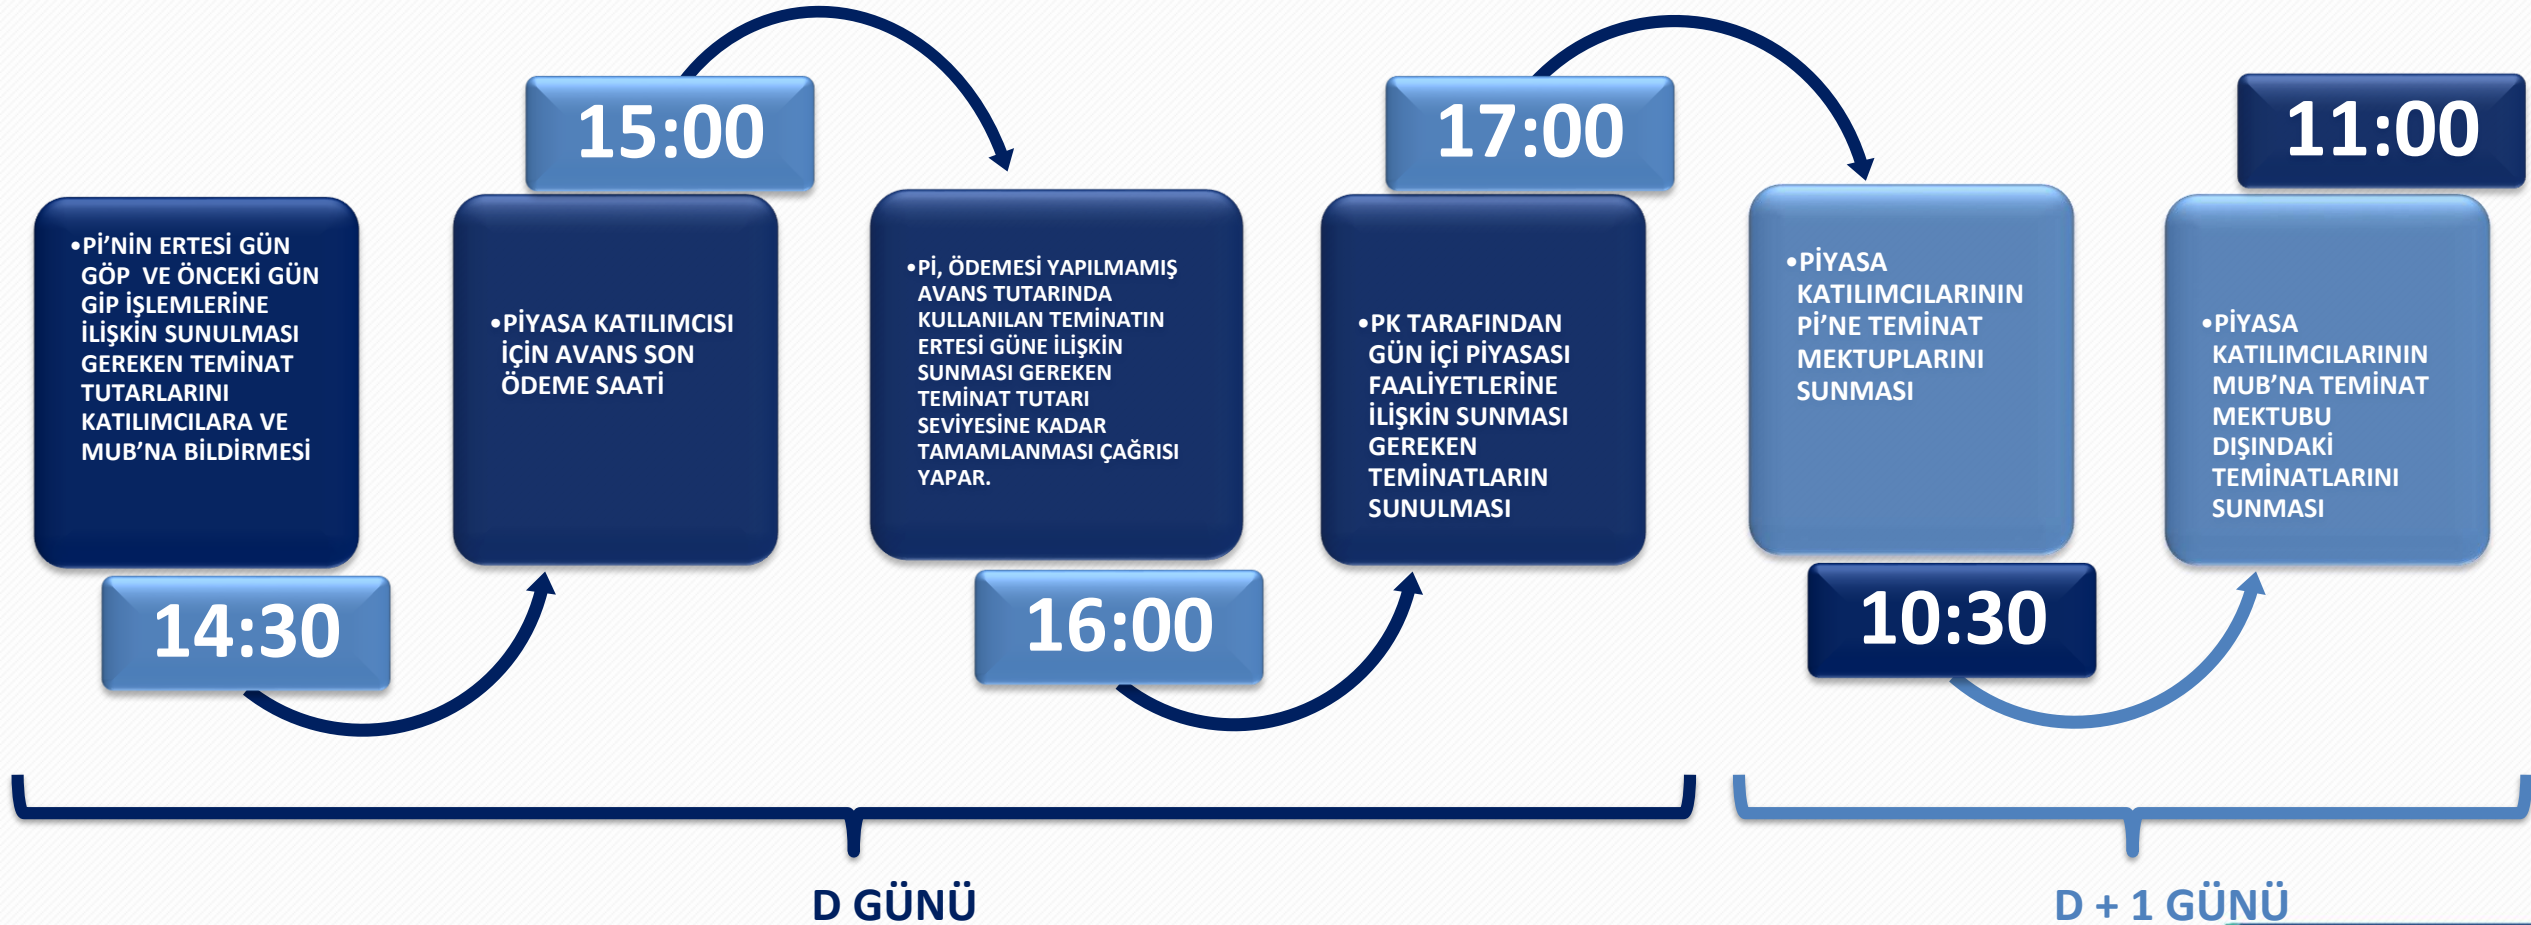 •Pİ’NİN ERTESİ GÜN
GÖP VE ÖNCEKİ GÜN
GİP İŞLEMLERİNE
İLİŞKİN SUNULMASI
GEREKEN TEMİNAT
TUTARLARINI
KATILIMCILARA VE
MUB’NA BİLDİRMESİ
14:30
15:00
•PİYASA KATILIMCISI
İÇİN AVANS SON
ÖDEME SAATİ
•Pİ, ÖDEMESİ YAPILMAMIŞ
AVANS TUTARINDA
KULLANILAN TEMİNATIN
ERTESİ GÜNE İLİŞKİN
SUNMASI GEREKEN
TEMİNAT TUTARI
SEVİYESİNE KADAR
TAMAMLANMASI ÇAĞRISI
YAPAR.
16:00
17:00
•PK TARAFINDAN
GÜN İÇİ PİYASASI
FAALİYETLERİNE
İLİŞKİN SUNMASI
GEREKEN
TEMİNATLARIN
SUNULMASI
•PİYASA
KATILIMCILARININ
Pİ’NE TEMİNAT
MEKTUPLARINI
SUNMASI
10:30
11:00
•PİYASA
KATILIMCILARININ
MUB’NA TEMİNAT
MEKTUBU
DIŞINDAKİ
TEMİNATLARINI
SUNMASI
D GÜNÜ
D + 1 GÜNÜ